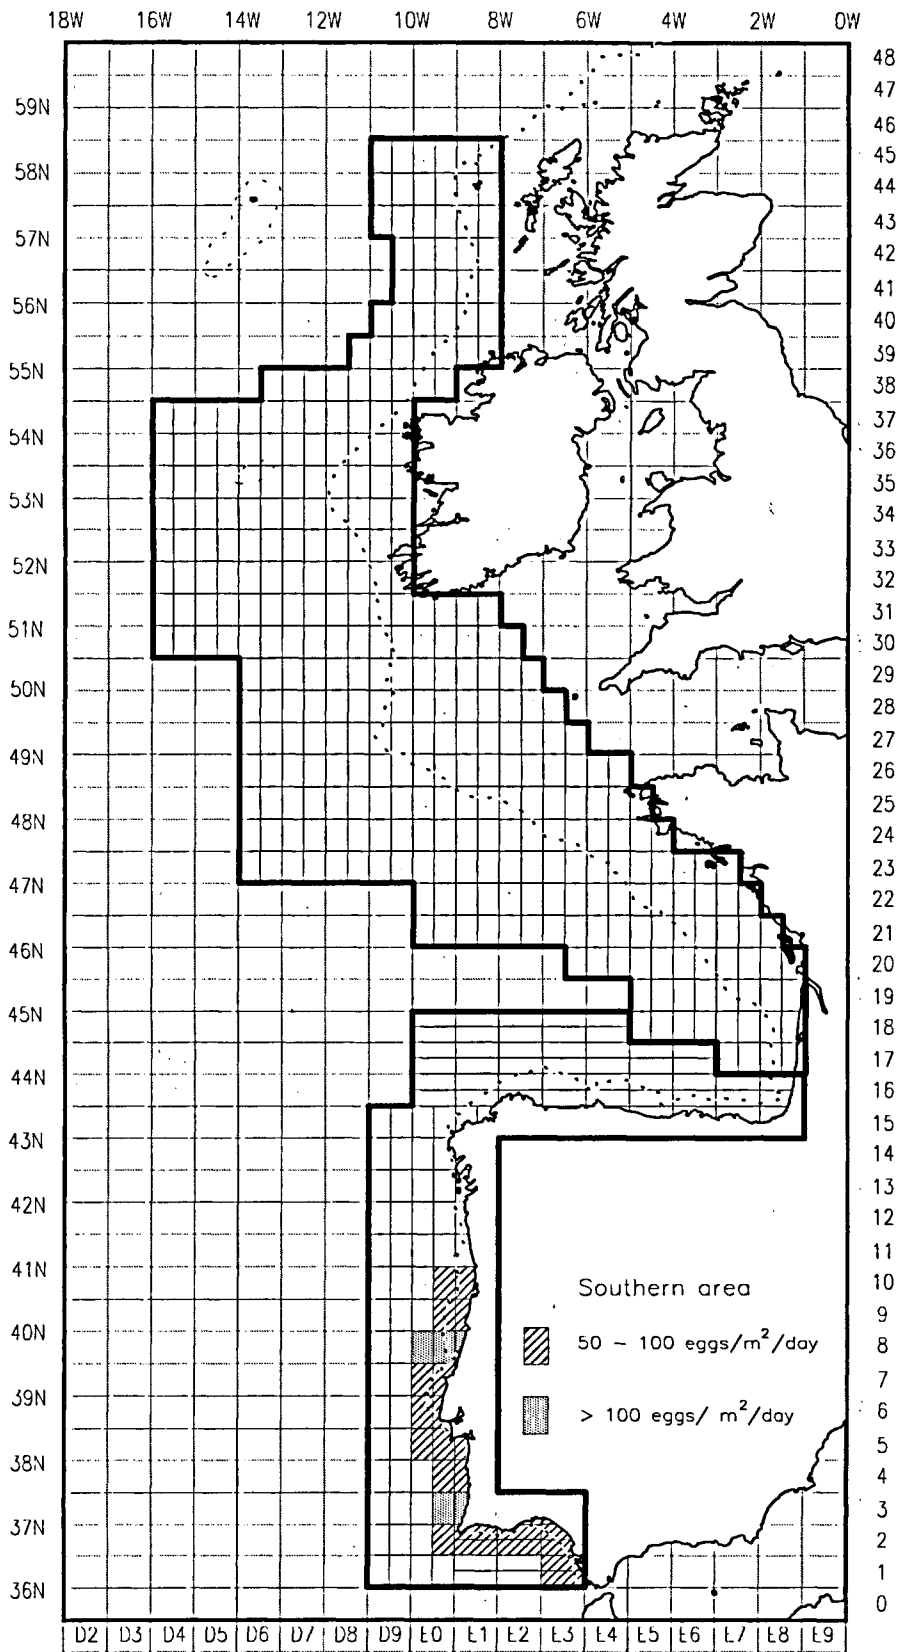 18W 16W 14W 12W 10W 8W 6W 4W 2W 0W
48
59N 47
46
58N 45
44
57N 43
42
56N 41
40
55N 39
38
54N 37
36
53N 35
34
52N 33
32
51N 31
30
50N 29
28
49N 27
26
48N 25
24
47N 23
22
46N 21
20
45N 19
18
44N 17
16
43N 15
14
42N 13
12
41N 11
Southern area 10
40N 9
50 – 100 eggs/m²/day 8
39N 7
> 100 eggs/ m²/day 6
38N 5
4
37N 3
2
36N 1
0
D2 D3 D4 D5 D6 D7 D8 D9 E0 E1 E2 E3 E4 E5 E6 E7 E8 E9